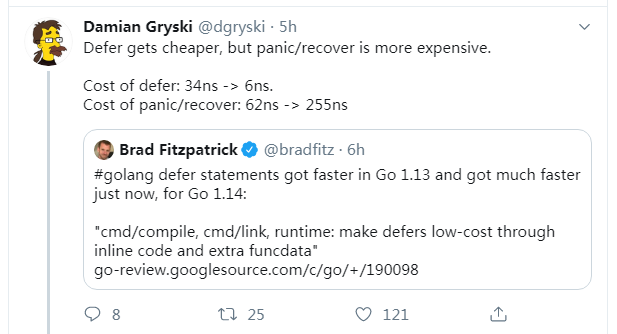 Damian Gryski @dgryski · 5h
Defer gets cheaper, but panic/recover is more expensive.
Cost of defer: 34ns -> 6ns.
Cost of panic/recover: 62ns -> 255ns
Brad Fitzpatrick @bradfitz · 6h
#golang defer statements got faster in Go 1.13 and got much faster
just now, for Go 1.14:
"cmd/compile, cmd/link, runtime: make defers low-cost through
inline code and extra funcdata"
go-review.googlesource.com/c/go/+/190098
8 25 121